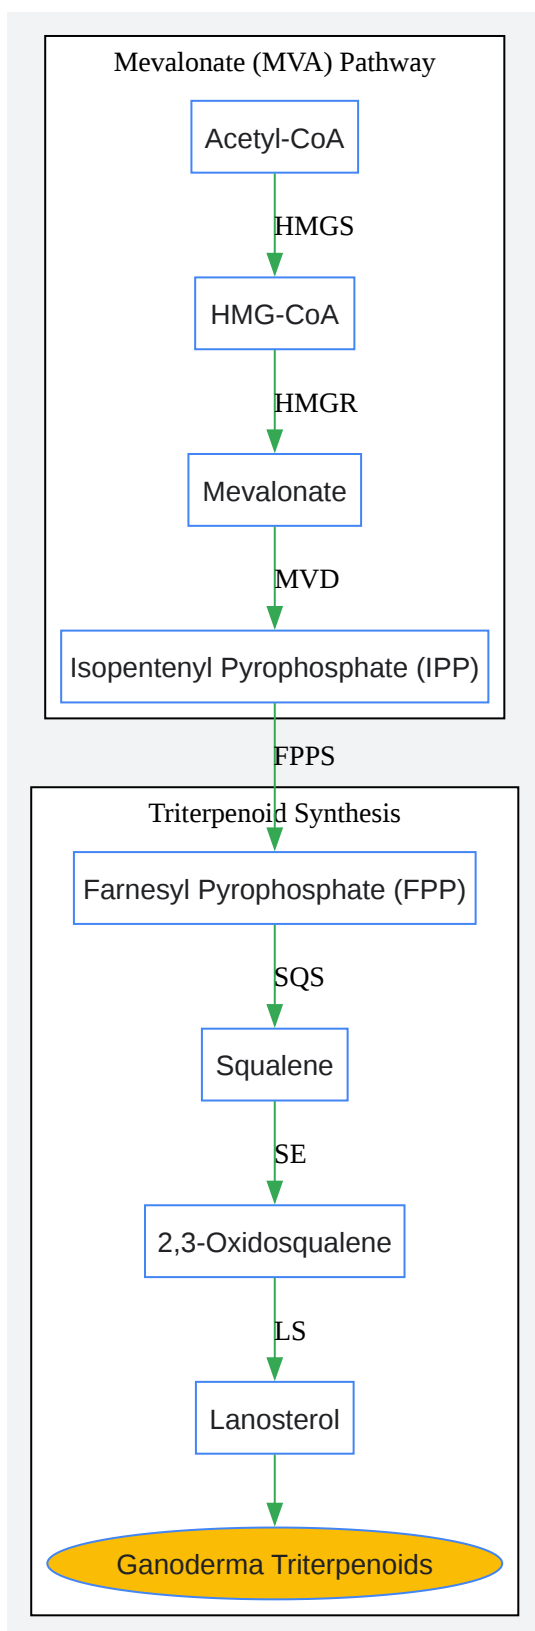 Mevalonate (MVA) Pathway
Acetyl-CoA
HMGS
HMG-CoA
HMGR
Mevalonate
MVD
Isopentenyl Pyrophosphate (IPP)
FPPS
Triterpenoid Synthesis
Farnesyl Pyrophosphate (FPP)
SQS
Squalene
SE
2,3-Oxidosqualene
LS
Lanosterol
Ganoderma Triterpenoids